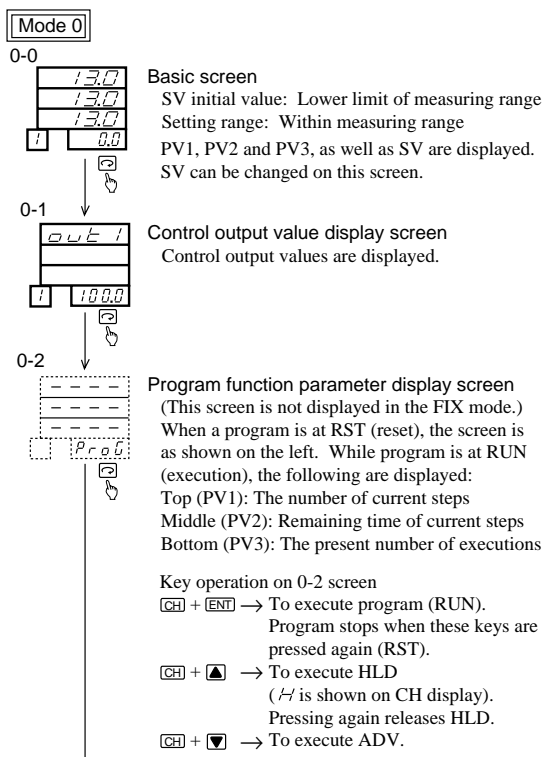 Mode 0
0-0
13.0
13.0
13.0
1 0.0
Basic screen
SV initial value: Lower limit of measuring range
Setting range: Within measuring range
PV1, PV2 and PV3, as well as SV are displayed.
SV can be changed on this screen.
0-1
out 1
1 100.0
Control output value display screen
Control output values are displayed.
0-2
- - - -
- - - -
- - - -
ProG
Program function parameter display screen
(This screen is not displayed in the FIX mode.)
When a program is at RST (reset), the screen is
as shown on the left. While program is at RUN
(execution), the following are displayed:
Top (PV1): The number of current steps
Middle (PV2): Remaining time of current steps
Bottom (PV3): The present number of executions
Key operation on 0-2 screen
CH + ENT → To execute program (RUN).
Program stops when these keys are
pressed again (RST).
CH + ▲ → To execute HLD
( H is shown on CH display).
Pressing again releases HLD.
CH + ▼ → To execute ADV.